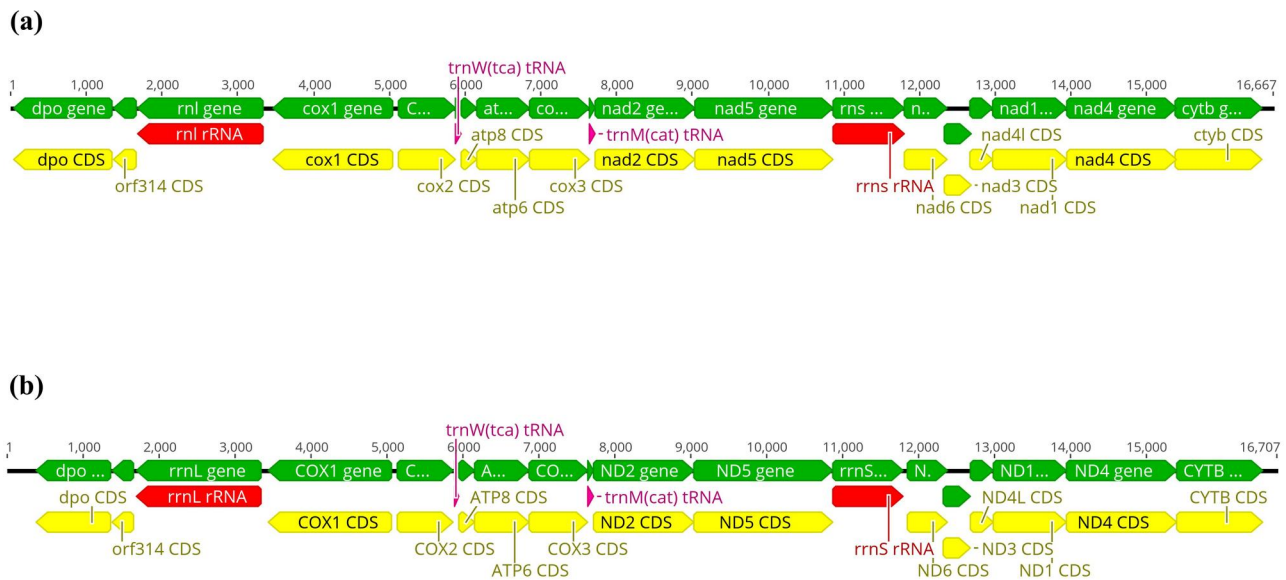 (a)
trnW(tca) tRNA
1 1,000 2,000 3,000 4,000 5,000 6,000 7,000 8,000 9,000 10,000 11,000 12,000 13,000 14,000 15,000 16,667
dpo gene rnl gene cox1 gene C... at... co... nad2 ge... nad5 gene rns ... n.. nad1... nad4 gene cytb g...
rnl rRNA atp8 CDS trnM(cat) tRNA nad4l CDS ctyb CDS
dpo CDS cox1 CDS nad2 CDS nad5 CDS nad4 CDS
orf314 CDS cox2 CDS cox3 CDS rrns rRNA nad3 CDS
atp6 CDS nad6 CDS nad1 CDS
(b)
trnW(tca) tRNA
1 1,000 2,000 3,000 4,000 5,000 6,000 7,000 8,000 9,000 10,000 11,000 12,000 13,000 14,000 15,000 16,707
dpo ... rrnL gene COX1 gene C... A... CO... ND2 gene ND5 gene rrnS... N.. ND1... ND4 gene CYTB ...
dpo CDS rrnL rRNA ATP8 CDS trnM(cat) tRNA ND4L CDS CYTB CDS
COX1 CDS ND2 CDS ND5 CDS ND4 CDS
orf314 CDS COX2 CDS COX3 CDS rrnS rRNA ND3 CDS
ATP6 CDS ND6 CDS ND1 CDS